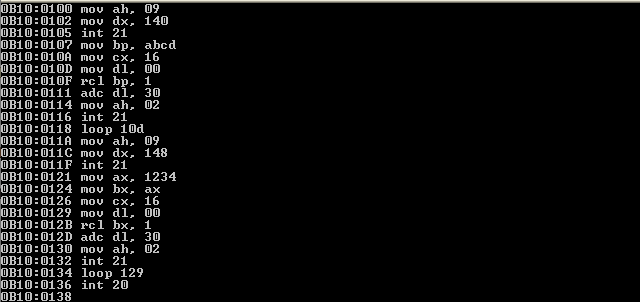 0B10:0100 mov ah, 09
0B10:0102 mov dx, 140
0B10:0105 int 21
0B10:0107 mov bp, abcd
0B10:010A mov cx, 16
0B10:010D mov dl, 00
0B10:010F rcl bp, 1
0B10:0111 adc dl, 30
0B10:0114 mov ah, 02
0B10:0116 int 21
0B10:0118 loop 10d
0B10:011A mov ah, 09
0B10:011C mov dx, 148
0B10:011F int 21
0B10:0121 mov ax, 1234
0B10:0124 mov bx, ax
0B10:0126 mov cx, 16
0B10:0129 mov dl, 00
0B10:012B rcl bx, 1
0B10:012D adc dl, 30
0B10:0130 mov ah, 02
0B10:0132 int 21
0B10:0134 loop 129
0B10:0136 int 20
0B10:0138